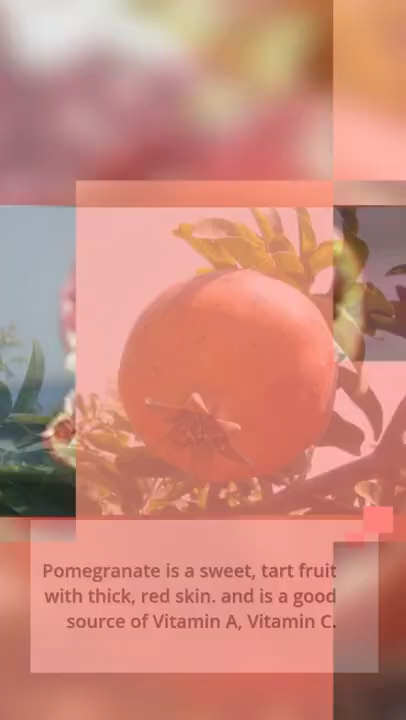 Pomegranate is a sweet, tart fruit
with thick, red skin. and is a good
source of Vitamin A, Vitamin C.